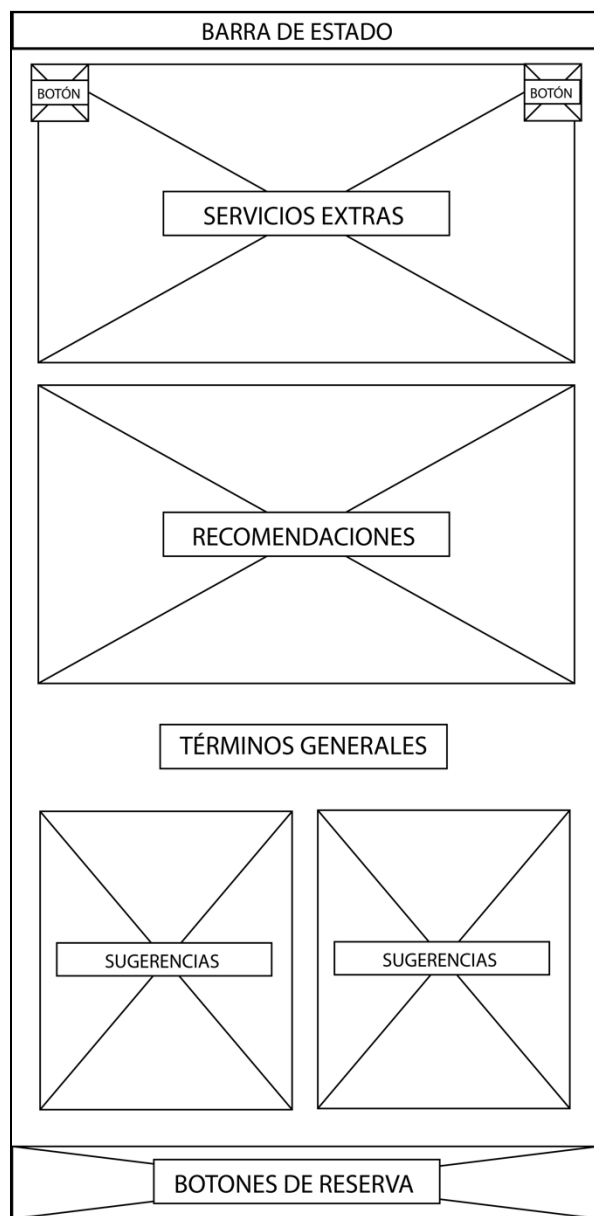 BARRA DE ESTADO
BOTÓN
BOTÓN
SERVICIOS EXTRAS
RECOMENDACIONES
TÉRMINOS GENERALES
SUGERENCIAS
SUGERENCIAS
BOTONES DE RESERVA